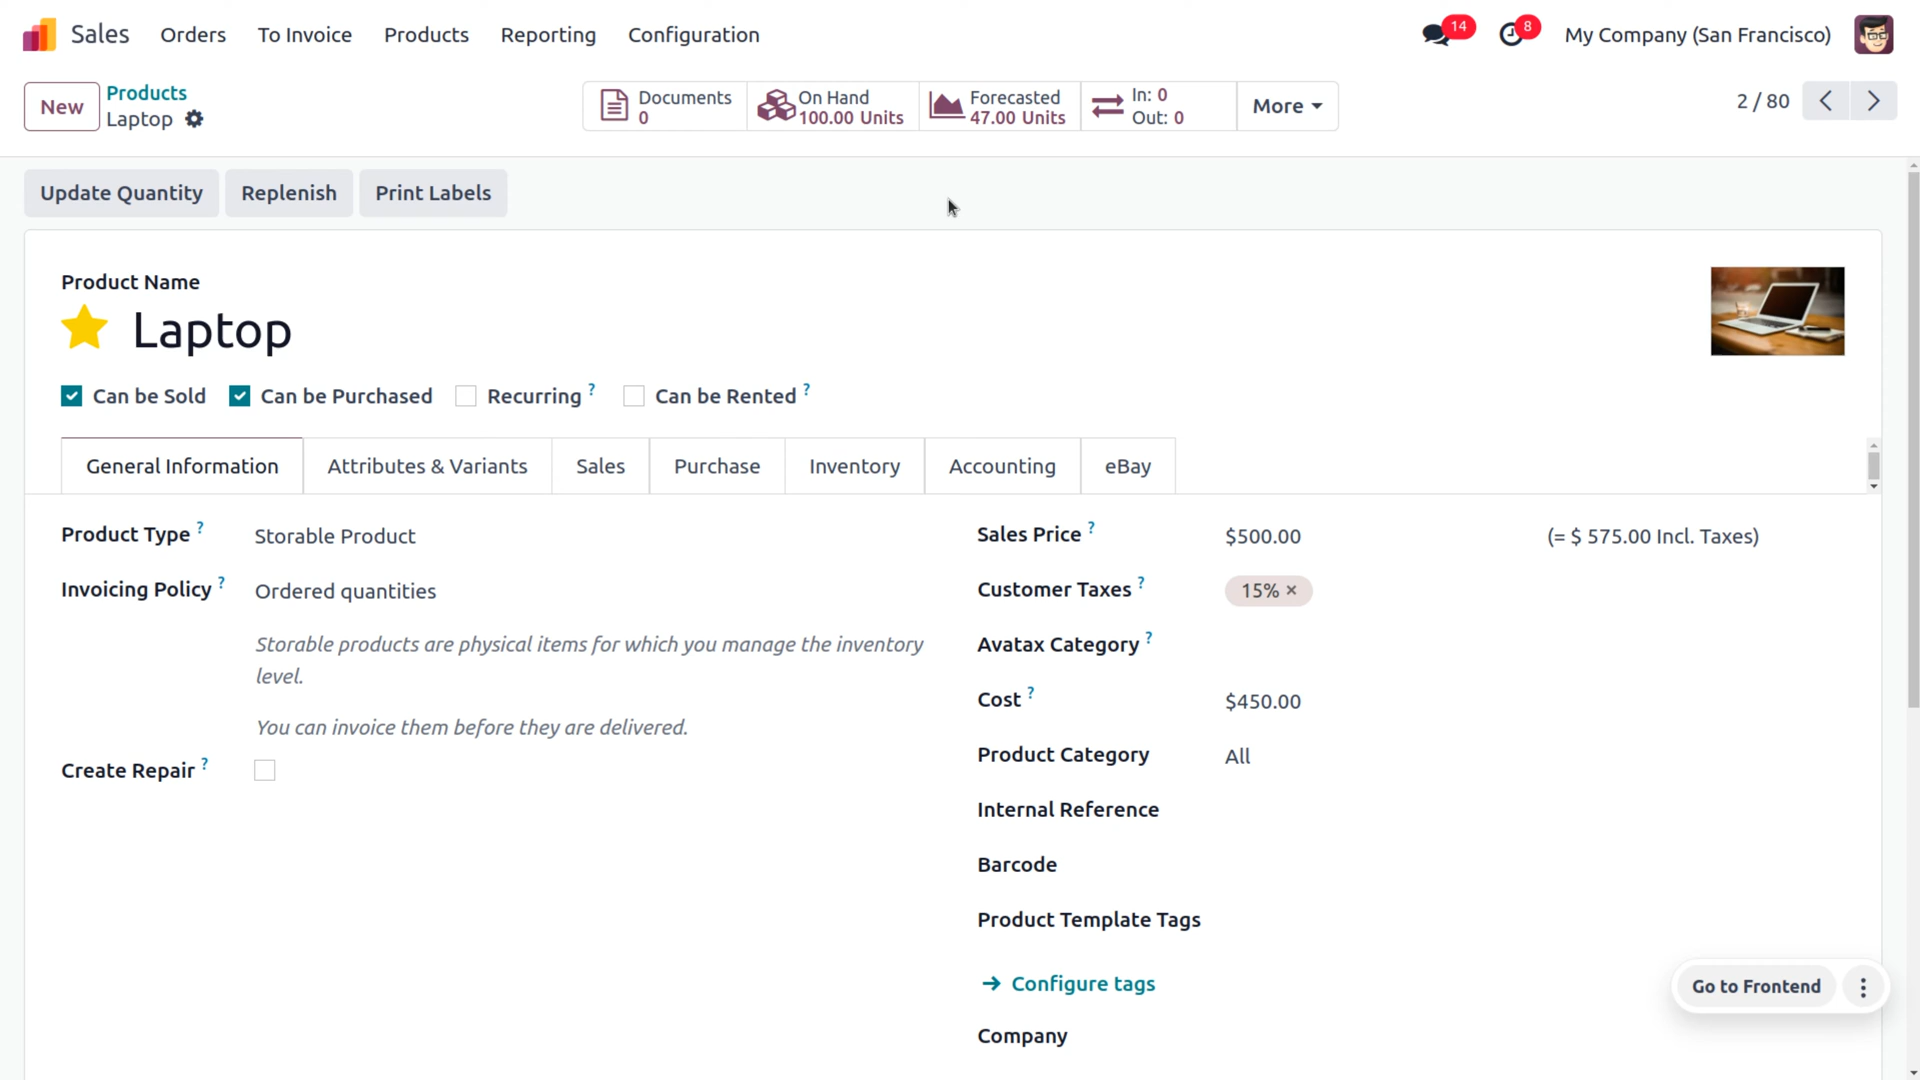 Sales Orders To Invoice Products Reporting Configuration 14 8 My Company (San Francisco)
New Products Documents 0 On Hand 100.00 Units Forecasted 47.00 Units In: 0 Out: 0 More 2 / 80
Laptop
Update Quantity Replenish Print Labels
Product Name
Laptop
Can be Sold Can be Purchased Recurring ? Can be Rented ?
General Information Attributes & Variants Sales Purchase Inventory Accounting eBay
Product Type ? Storable Product Sales Price ? $500.00 (= $ 575.00 Incl. Taxes)
Invoicing Policy ? Ordered quantities Customer Taxes ? 15% ×
Storable products are physical items for which you manage the inventory
level.
Avatax Category ?
You can invoice them before they are delivered. Cost ? $450.00
Create Repair ? Product Category All
Internal Reference
Barcode
Product Template Tags
→ Configure tags Go to Frontend
Company